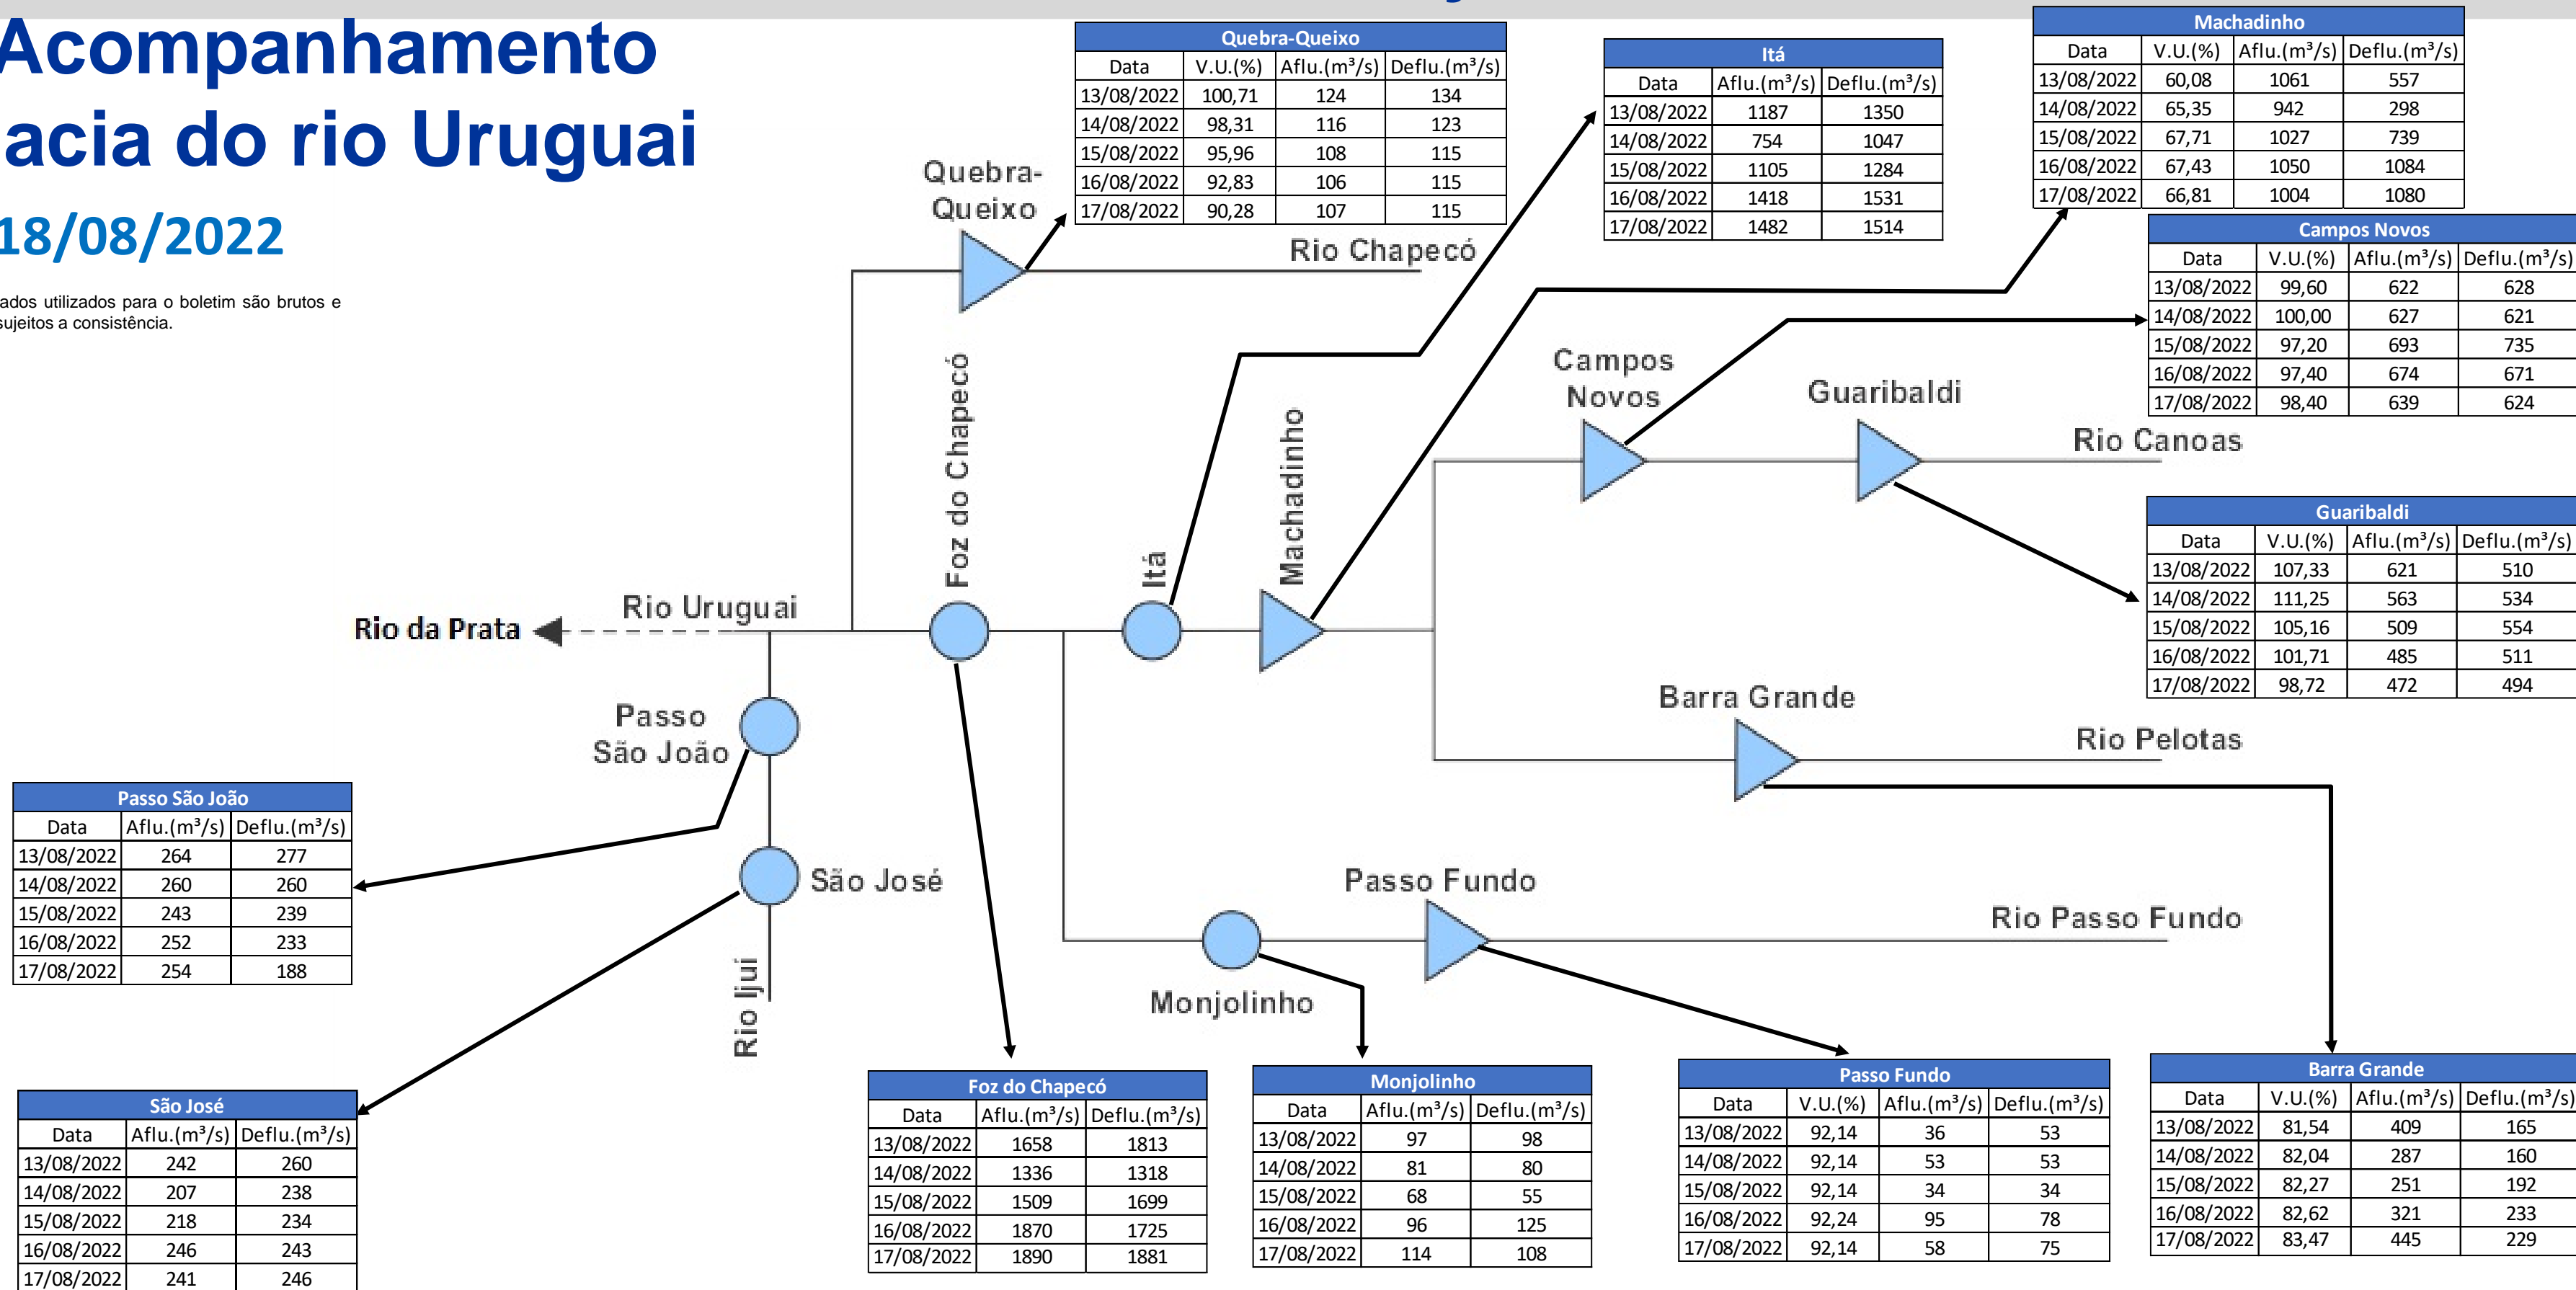 Acompanhamento
acia do rio Uruguai
18/08/2022
ados utilizados para o boletim são brutos e
sujeitos a consistência.
Quebra-Queixo
Data V.U.(%) Aflu.(m³/s) Deflu.(m³/s)
13/08/2022 100,71 124 134
14/08/2022 98,31 116 123
15/08/2022 95,96 108 115
16/08/2022 92,83 106 115
17/08/2022 90,28 107 115
Itá
Data Aflu.(m³/s) Deflu.(m³/s)
13/08/2022 1187 1350
14/08/2022 754 1047
15/08/2022 1105 1284
16/08/2022 1418 1531
17/08/2022 1482 1514
Machadinho
Data V.U.(%) Aflu.(m³/s) Deflu.(m³/s)
13/08/2022 60,08 1061 557
14/08/2022 65,35 942 298
15/08/2022 67,71 1027 739
16/08/2022 67,43 1050 1084
17/08/2022 66,81 1004 1080
Campos Novos
Data V.U.(%) Aflu.(m³/s) Deflu.(m³/s)
13/08/2022 99,60 622 628
14/08/2022 100,00 627 621
15/08/2022 97,20 693 735
16/08/2022 97,40 674 671
17/08/2022 98,40 639 624
Quebra-
Queixo
Rio Chapecó
Foz do Chapecó
Itá
Machadinho
Campos
Novos
Guaribaldi
Rio Canoas
Guaribaldi
Data V.U.(%) Aflu.(m³/s) Deflu.(m³/s)
13/08/2022 107,33 621 510
14/08/2022 111,25 563 534
15/08/2022 105,16 509 554
16/08/2022 101,71 485 511
17/08/2022 98,72 472 494
Rio da Prata
Rio Uruguai
Passo
São João
Barra Grande
Rio Pelotas
São José
Passo Fundo
Rio Passo Fundo
Monjolinho
Rio Ijui
Passo São João
Data Aflu.(m³/s) Deflu.(m³/s)
13/08/2022 264 277
14/08/2022 260 260
15/08/2022 243 239
16/08/2022 252 233
17/08/2022 254 188
São José
Data Aflu.(m³/s) Deflu.(m³/s)
13/08/2022 242 260
14/08/2022 207 238
15/08/2022 218 234
16/08/2022 246 243
17/08/2022 241 246
Foz do Chapecó
Data Aflu.(m³/s) Deflu.(m³/s)
13/08/2022 1658 1813
14/08/2022 1336 1318
15/08/2022 1509 1699
16/08/2022 1870 1725
17/08/2022 1890 1881
Monjolinho
Data Aflu.(m³/s) Deflu.(m³/s)
13/08/2022 97 98
14/08/2022 81 80
15/08/2022 68 55
16/08/2022 96 125
17/08/2022 114 108
Passo Fundo
Data V.U.(%) Aflu.(m³/s) Deflu.(m³/s)
13/08/2022 92,14 36 53
14/08/2022 92,14 53 53
15/08/2022 92,14 34 34
16/08/2022 92,24 95 78
17/08/2022 92,14 58 75
Barra Grande
Data V.U.(%) Aflu.(m³/s) Deflu.(m³/s)
13/08/2022 81,54 409 165
14/08/2022 82,04 287 160
15/08/2022 82,27 251 192
16/08/2022 82,62 321 233
17/08/2022 83,47 445 229